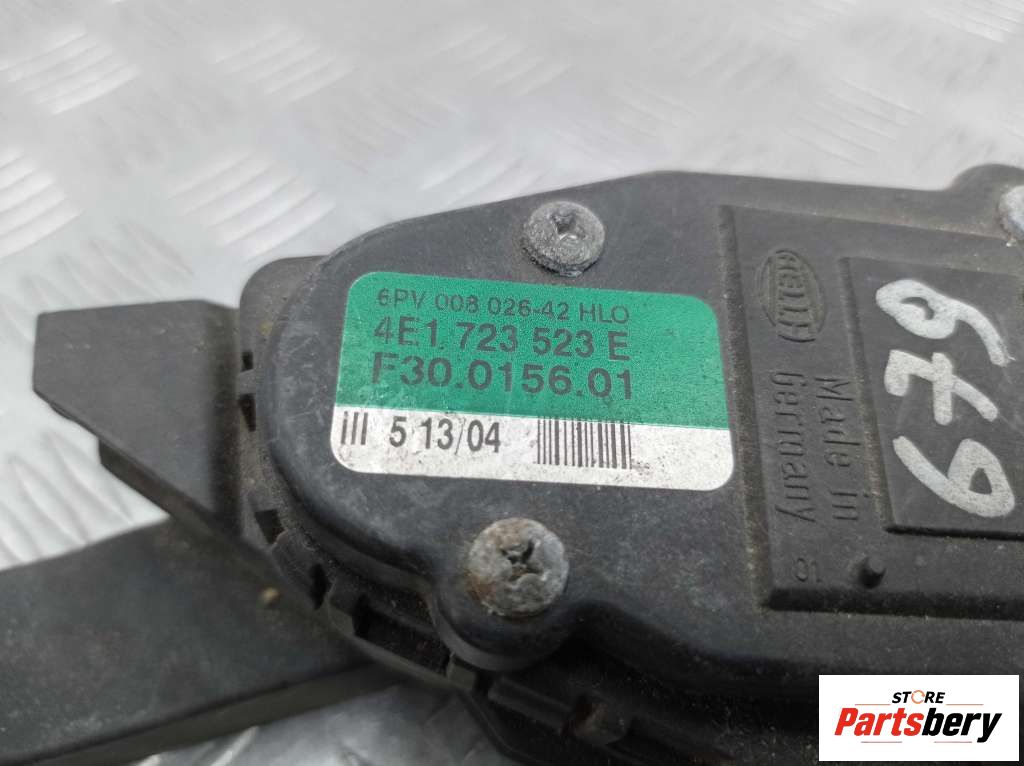 6PV 008 026-42 HLO
4E1 723 523 E
F30.0156.01
III 5 13/04
HELLA
Made in
Germany
679
STORE
Partsbery